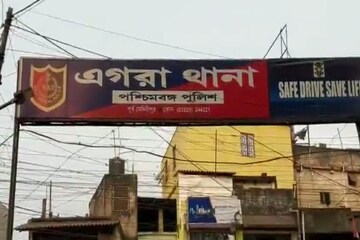 এগরা থানা
পশ্চিমবঙ্গ পুলিশ
পূর্ব মেদিনীপুর
SAFE DRIVE SAVE LIFE